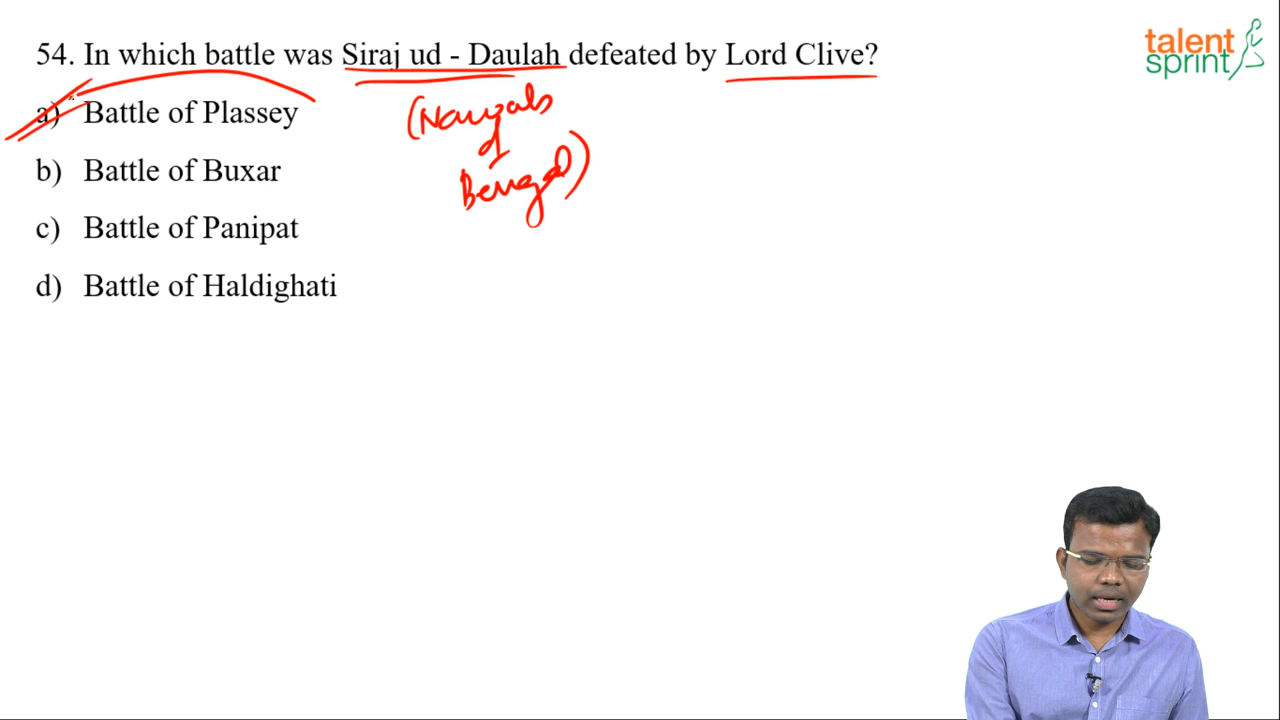 talent
sprint
54. In which battle was Siraj ud - Daulah defeated by Lord Clive?
a) Battle of Plassey
(Nawabs
of
Bengal)
b) Battle of Buxar
c) Battle of Panipat
d) Battle of Haldighati